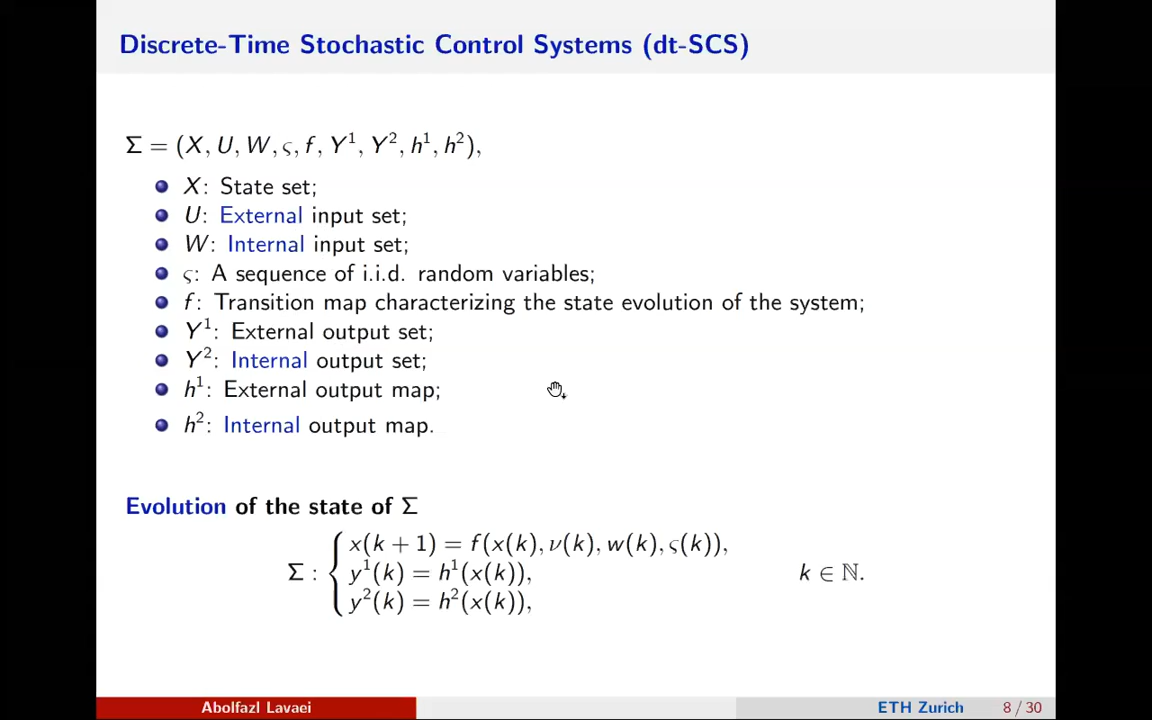 Discrete-Time Stochastic Control Systems (dt-SCS)
Σ = (X, U, W, ς, f, Y¹, Y², h¹, h²),
X: State set;
U: External input set;
W: Internal input set;
ς: A sequence of i.i.d. random variables;
f: Transition map characterizing the state evolution of the system;
Y¹: External output set;
Y²: Internal output set;
h¹: External output map;
h²: Internal output map.
Evolution of the state of Σ
x(k + 1) = f(x(k), ν(k), w(k), ς(k)),
Σ : { y¹(k) = h¹(x(k)), k ∈ ℕ.
y²(k) = h²(x(k)),
Abolfazl Lavaei ETH Zurich 8 / 30